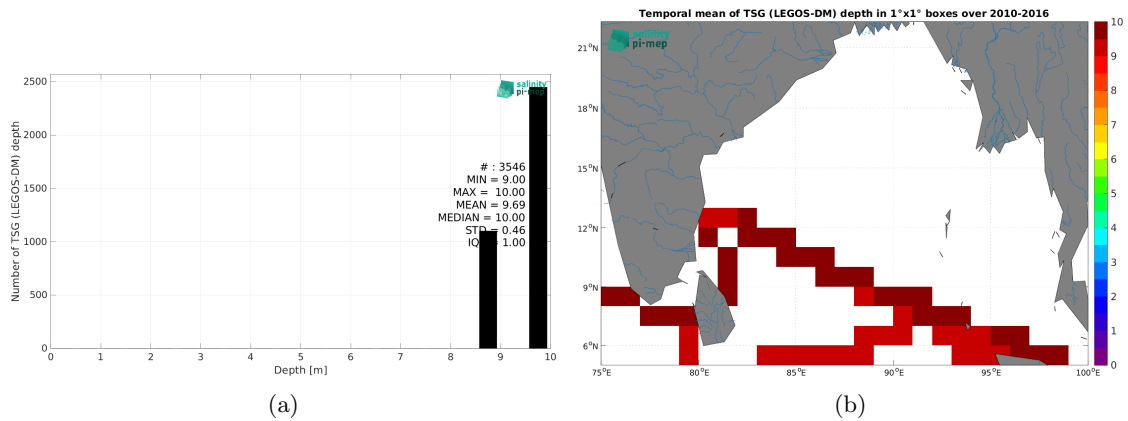 Temporal mean of TSG (LEGOS-DM) depth in 1°x1° boxes over 2010-2016
salinity
pi-mep
2500
2000
1500
1000
500
0
Number of TSG (LEGOS-DM) depth
# : 3546
MIN = 9.00
MAX = 10.00
MEAN = 9.69
MEDIAN = 10.00
STD = 0.46
IQR = 1.00
0 1 2 3 4 5 6 7 8 9 10
Depth [m]
(a)
salinity
pi-mep
21°N
18°N
15°N
12°N
9°N
6°N
75°E 80°E 85°E 90°E 95°E 100°E
10
9
8
7
6
5
4
3
2
1
0
(b)